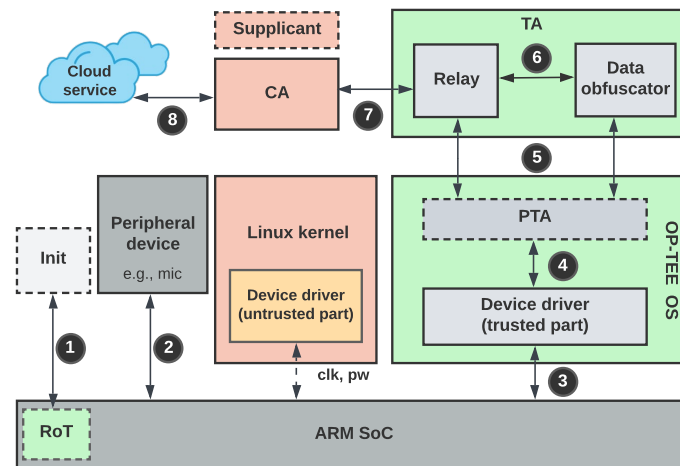 Supplicant
TA
Cloud
service
CA
Relay
6
Data
obfuscator
8
7
5
Init
Peripheral
device
e.g., mic
Linux kernel
Device driver
(untrusted part)
PTA
4
Device driver
(trusted part)
OP-TEE OS
1
2
clk, pw
3
RoT
ARM SoC